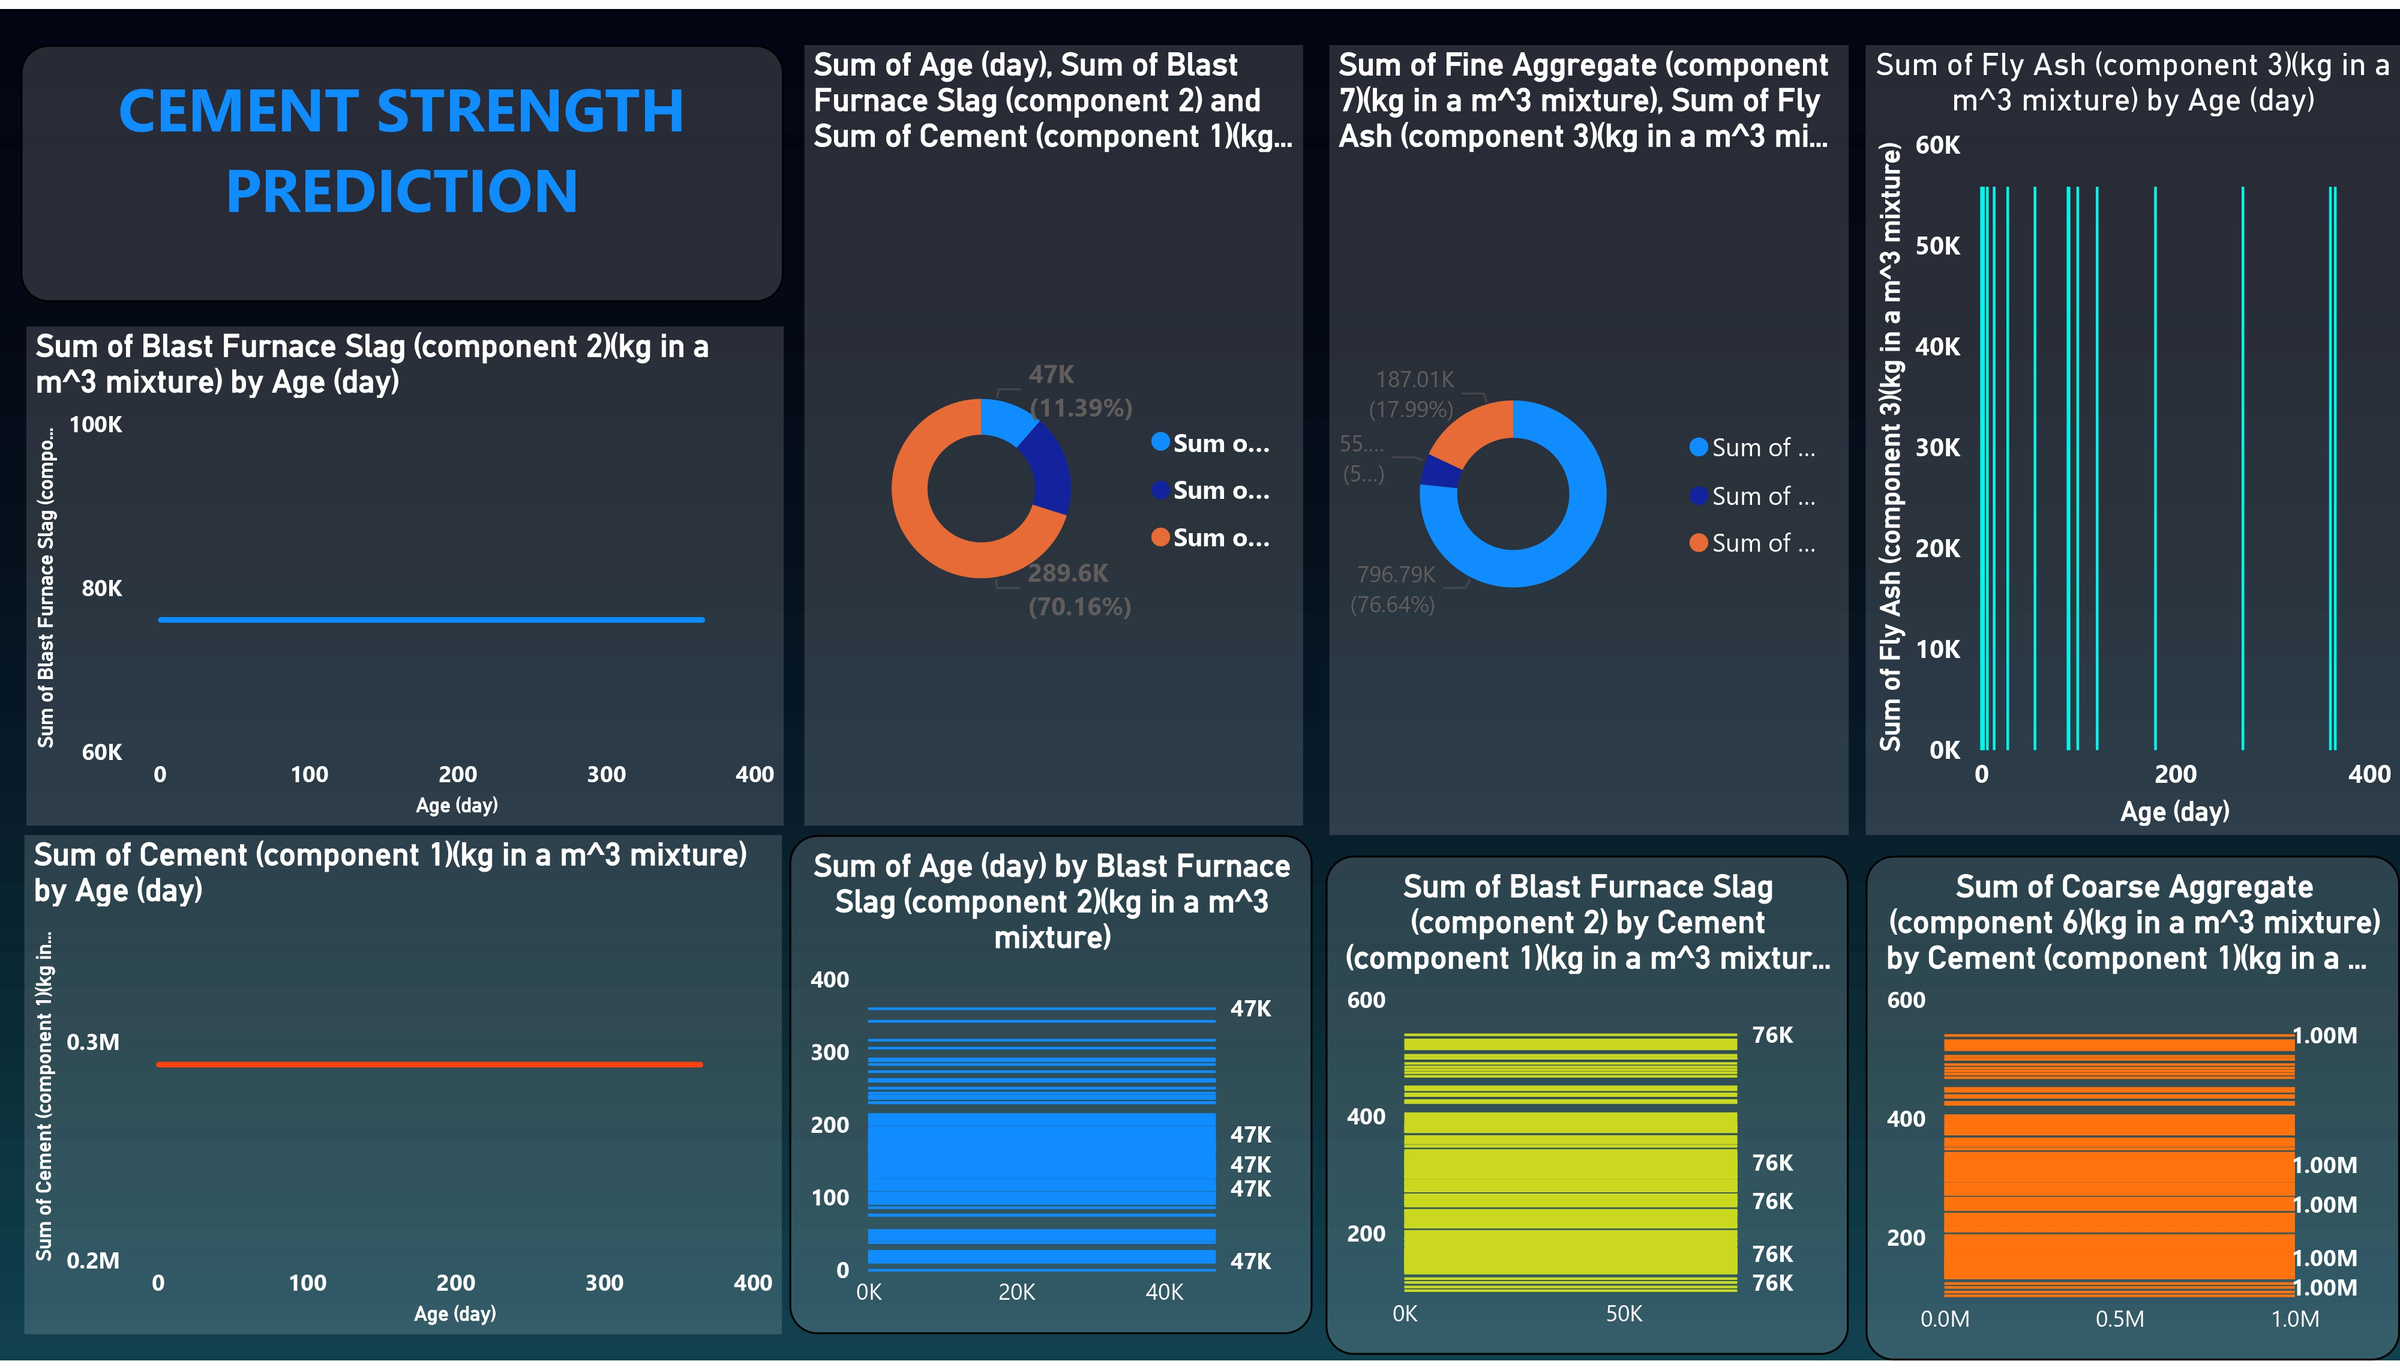 CEMENT STRENGTH
PREDICTION
Sum of Blast Furnace Slag (component 2)(kg in a
m^3 mixture) by Age (day)
Sum of Blast Furnace Slag (compo...
100K
80K
60K
0 100 200 300 400
Age (day)
Sum of Cement (component 1)(kg in a m^3 mixture)
by Age (day)
Sum of Cement (component 1)(kg in...
0.3M
0.2M
0 100 200 300 400
Age (day)
Sum of Age (day), Sum of Blast
Furnace Slag (component 2) and
Sum of Cement (component 1)(kg...
47K
(11.39%)
289.6K
(70.16%)
Sum o...
Sum o...
Sum o...
Sum of Fine Aggregate (component
7)(kg in a m^3 mixture), Sum of Fly
Ash (component 3)(kg in a m^3 mi...
187.01K
(17.99%)
55....
(5...)
796.79K
(76.64%)
Sum of ...
Sum of ...
Sum of ...
Sum of Fly Ash (component 3)(kg in a
m^3 mixture) by Age (day)
Sum of Fly Ash (component 3)(kg in a m^3 mixture)
60K
50K
40K
30K
20K
10K
0K
0 200 400
Age (day)
Sum of Age (day) by Blast Furnace
Slag (component 2)(kg in a m^3
mixture)
400
300
200
100
0
47K
47K
47K
47K
47K
0K 20K 40K
Sum of Blast Furnace Slag
(component 2) by Cement
(component 1)(kg in a m^3 mixtur...
600
400
200
76K
76K
76K
76K
76K
0K 50K
Sum of Coarse Aggregate
(component 6)(kg in a m^3 mixture)
by Cement (component 1)(kg in a ...
600
400
200
1.00M
1.00M
1.00M
1.00M
1.00M
0.0M 0.5M 1.0M